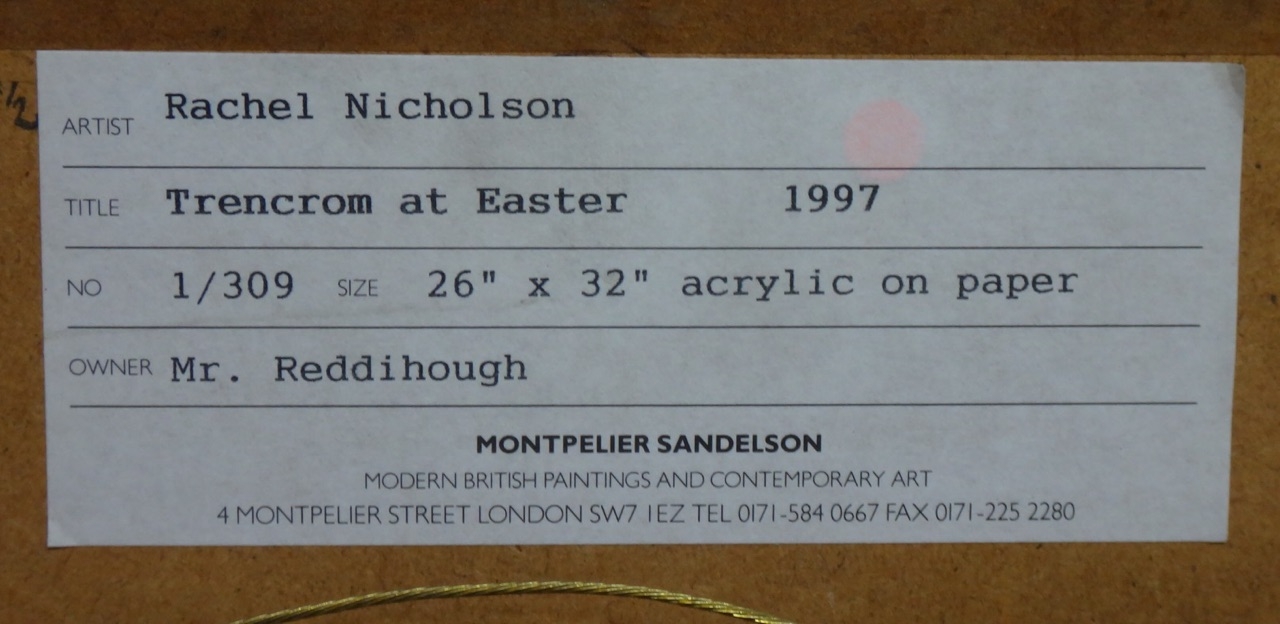 ½
ARTIST Rachel Nicholson
TITLE Trencrom at Easter 1997
NO 1/309 SIZE 26" x 32" acrylic on paper
OWNER Mr. Reddihough
MONTPELIER SANDELSON
MODERN BRITISH PAINTINGS AND CONTEMPORARY ART
4 MONTPELIER STREET LONDON SW7 1EZ TEL 0171-584 0667 FAX 0171-225 2280